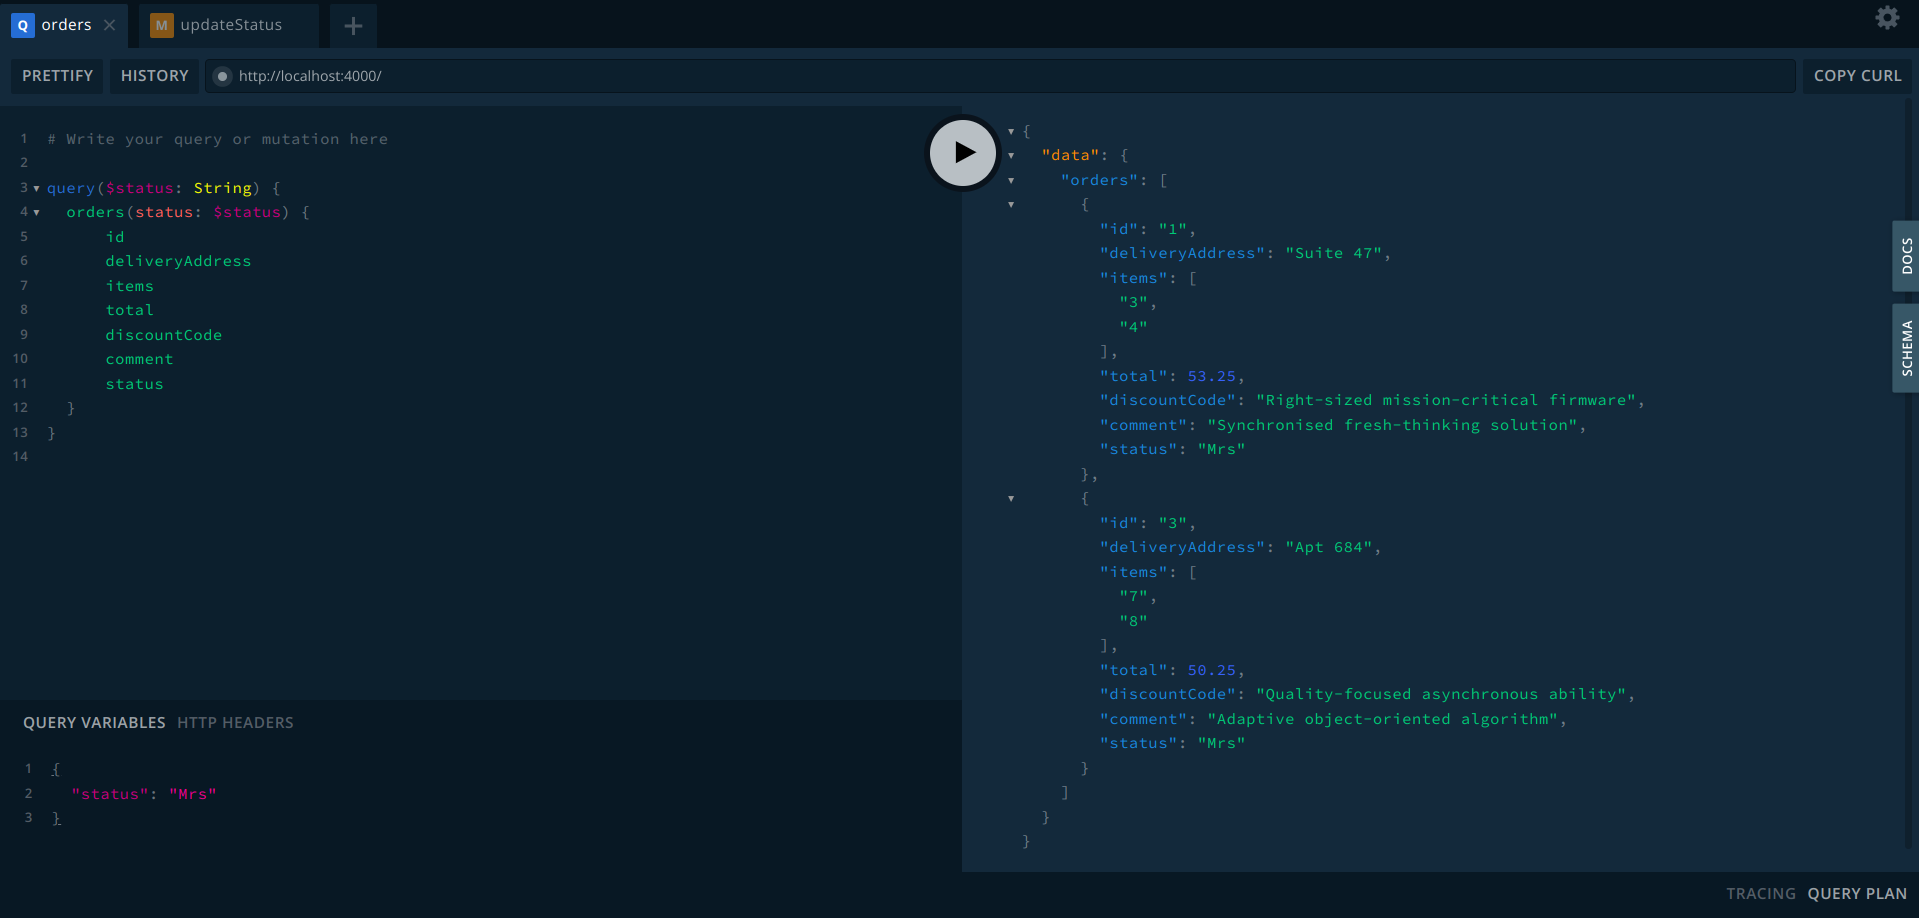 Q orders
M updateStatus
PRETTIFY HISTORY http://localhost:4000/ COPY CURL
1 # Write your query or mutation here
2
3 query($status: String) {
4 orders(status: $status) {
5 id
6 deliveryAddress
7 items
8 total
9 discountCode
10 comment
11 status
12 }
13 }
14
QUERY VARIABLES HTTP HEADERS
1 {
2 "status": "Mrs"
3 }
{
"data": {
"orders": [
{
"id": "1",
"deliveryAddress": "Suite 47",
"items": [
"3",
"4"
],
"total": 53.25,
"discountCode": "Right-sized mission-critical firmware",
"comment": "Synchronised fresh-thinking solution",
"status": "Mrs"
},
{
"id": "3",
"deliveryAddress": "Apt 684",
"items": [
"7",
"8"
],
"total": 50.25,
"discountCode": "Quality-focused asynchronous ability",
"comment": "Adaptive object-oriented algorithm",
"status": "Mrs"
}
]
}
}
DOCS
SCHEMA
TRACING QUERY PLAN